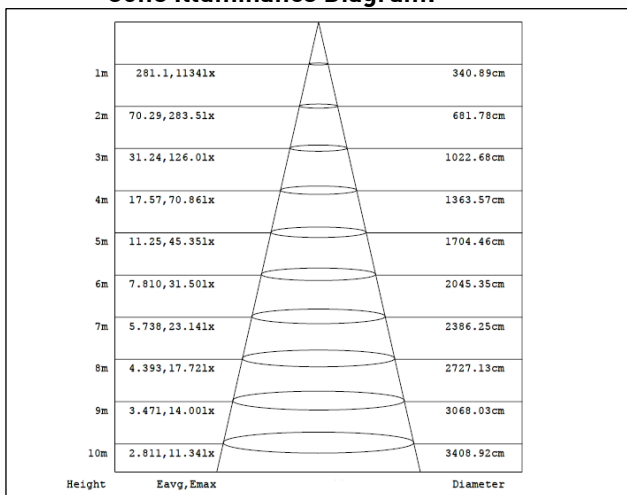 Cone Illuminance Diagram:
1m 281.1,1134lx 340.89cm
2m 70.29,283.5lx 681.78cm
3m 31.24,126.0lx 1022.68cm
4m 17.57,70.86lx 1363.57cm
5m 11.25,45.35lx 1704.46cm
6m 7.810,31.50lx 2045.35cm
7m 5.738,23.14lx 2386.25cm
8m 4.393,17.72lx 2727.13cm
9m 3.471,14.00lx 3068.03cm
10m 2.811,11.34lx 3408.92cm
Height Eavg,Emax Diameter